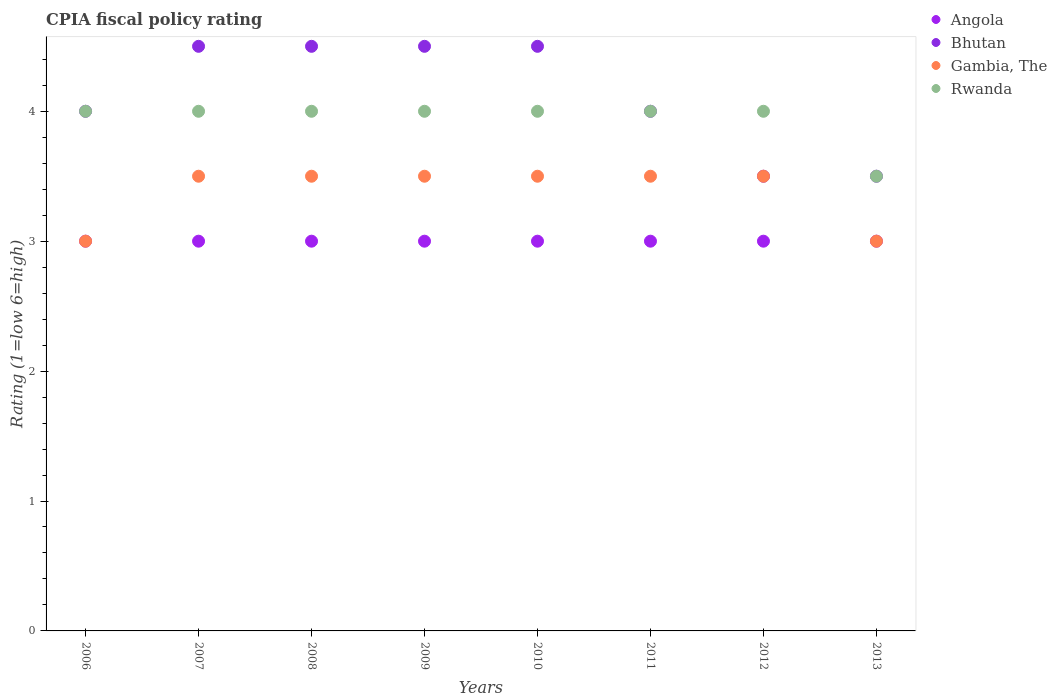 CPIA fiscal policy rating
Angola
Bhutan
Gambia, The
Rwanda
Rating (1=low 6=high)
4
3
2
1
0
2006
2007
2008
2009
2010
2011
2012
2013
Years